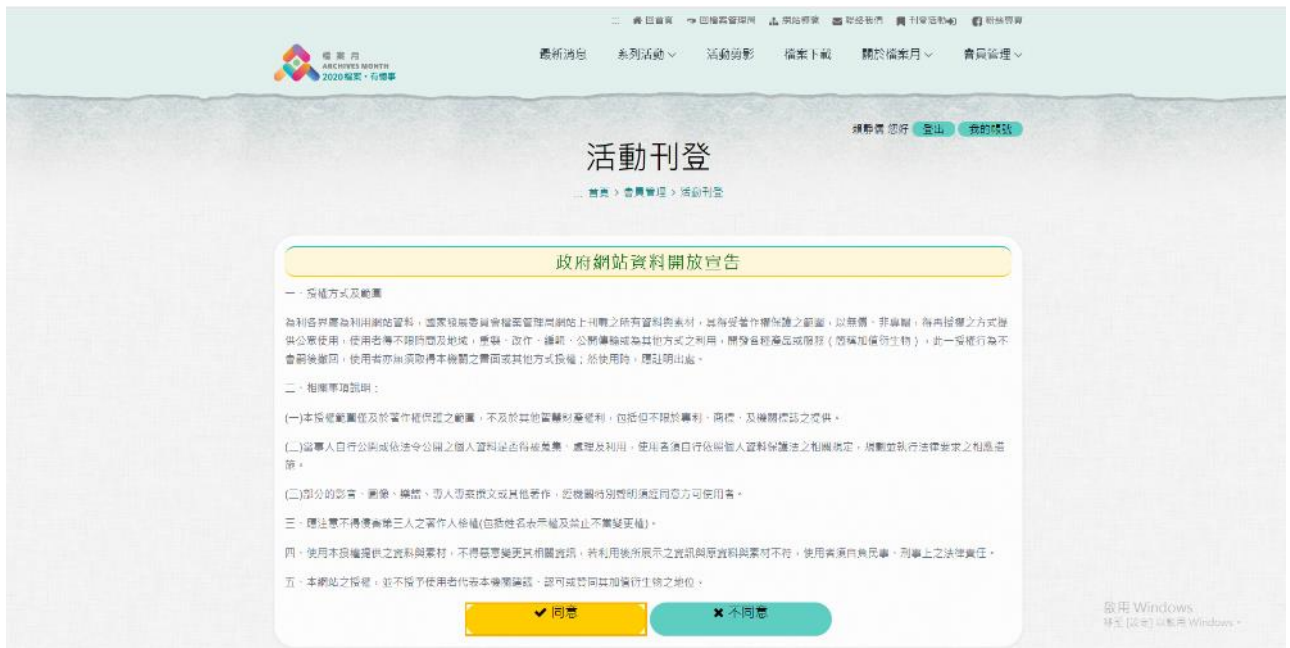 ::: 回首頁 回檔案管理局 網站導覽 聯絡我們 刊登活動 粉絲專頁
檔案月
ARCHIVES MONTH
2020檔案・有備事
最新消息 系列活動 活動剪影 檔案下載 關於檔案月 會員管理
您好 登出 我的帳號
活動刊登
::: 首頁 > 會員管理 > 活動刊登
政府網站資料開放宣告
一、授權方式及範圍
為利各界廣為利用網站資料,國家發展委員會檔案管理局網站上刊載之所有資料與素材,其得受著作權保護之範圍,以無償、非專屬,得再授權之方式提
供公眾使用,使用者得不限時間及地域,重製、改作、編輯、公開傳輸或為其他方式之利用,開發各種產品或服務(簡稱加值衍生物),此一授權行為不
會嗣後撤回,使用者亦無須取得本機關之書面或其他方式授權;然使用時,應註明出處。
二、相關事項說明:
(一)本授權範圍僅及於著作權保護之範圍,不及於其他智慧財產權利,包括但不限於專利、商標、及機關標誌之提供。
(二)當事人自行公開或依法令公開之個人資料是否得被蒐集、處理及利用,使用者須自行依照個人資料保護法之相關規定,規劃並執行法律要求之相應措
施。
(三)部分的影音、圖像、樂譜、專人專案撰文或其他著作,經機關特別聲明須經同意方可使用者。
三、應注意不得侵害第三人之著作人格權(包括姓名表示權及禁止不當變更權)。
四、使用本授權提供之資料與素材,不得惡意變更其相關資訊,若利用後所展示之資訊與原資料與素材不符,使用者須自負民事、刑事上之法律責任。
五、本網站之授權,並不授予使用者代表本機關建議、認可或贊同其加值衍生物之地位。
同意 不同意
啟用 Windows
移至 [設定] 以啟用 Windows。